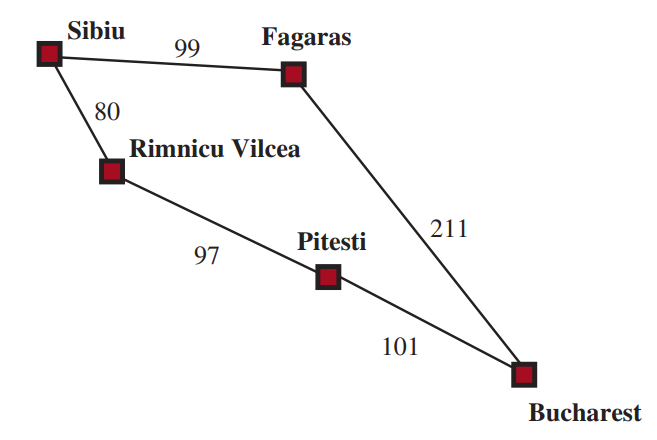 Sibiu
99
Fagaras
80
Rimnicu Vilcea
211
Pitesti
97
101
Bucharest